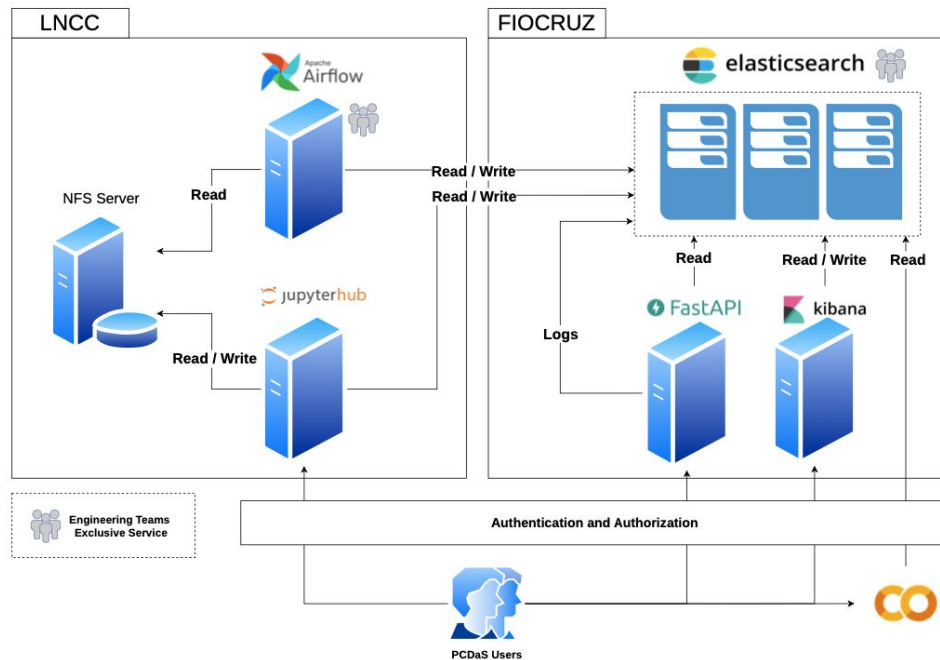 LNCC
FIOCRUZ
Apache
Airflow
elasticsearch
Read / Write
Read
Read / Write
NFS Server
Read
Read / Write
Read
jupyterhub
FastAPI
kibana
Logs
Read / Write
Engineering Teams
Exclusive Service
Authentication and Authorization
PCDaS Users
CO